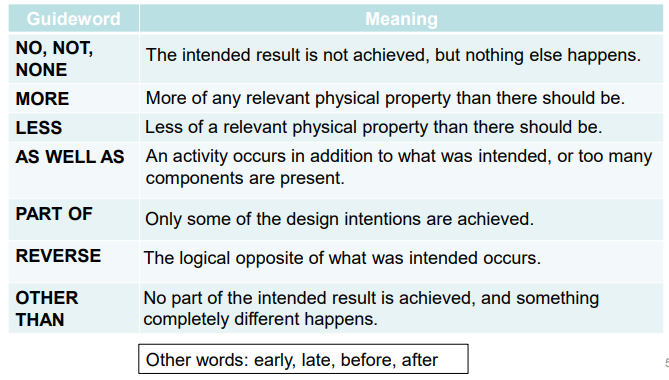 Guideword Meaning
NO, NOT,
NONE
The intended result is not achieved, but nothing else happens.
MORE More of any relevant physical property than there should be.
LESS Less of a relevant physical property than there should be.
AS WELL AS An activity occurs in addition to what was intended, or too many
components are present.
PART OF Only some of the design intentions are achieved.
REVERSE The logical opposite of what was intended occurs.
OTHER
THAN
No part of the intended result is achieved, and something
completely different happens.
Other words: early, late, before, after